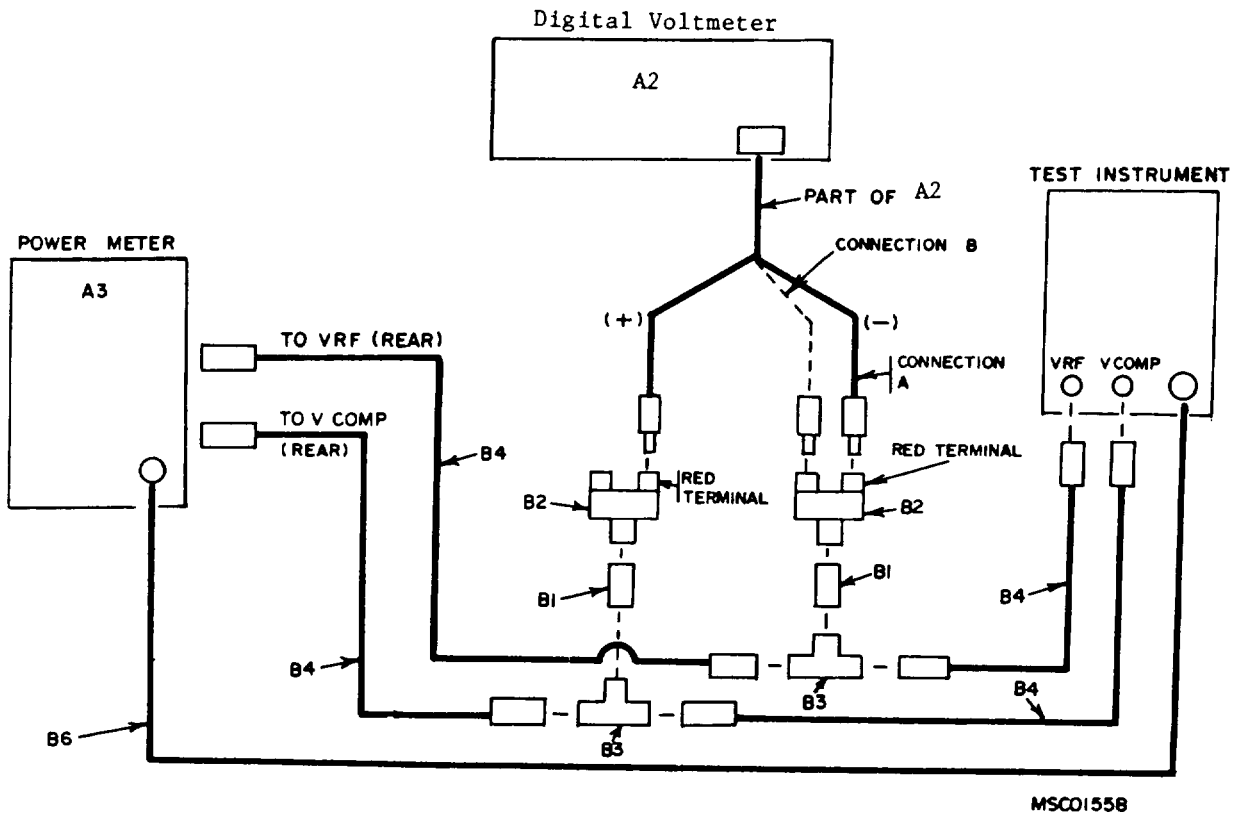 Digital Voltmeter
A2
TEST INSTRUMENT
PART OF A2
CONNECTION B
POWER METER
A3
(+)
(-)
TO VRF (REAR)
CONNECTION
A
VRF
V COMP
TO V COMP
(REAR)
B4
RED TERMINAL
RED
TERMINAL
B2
B2
B1
B1
B4
B4
B3
B4
B3
B6
MSC01558